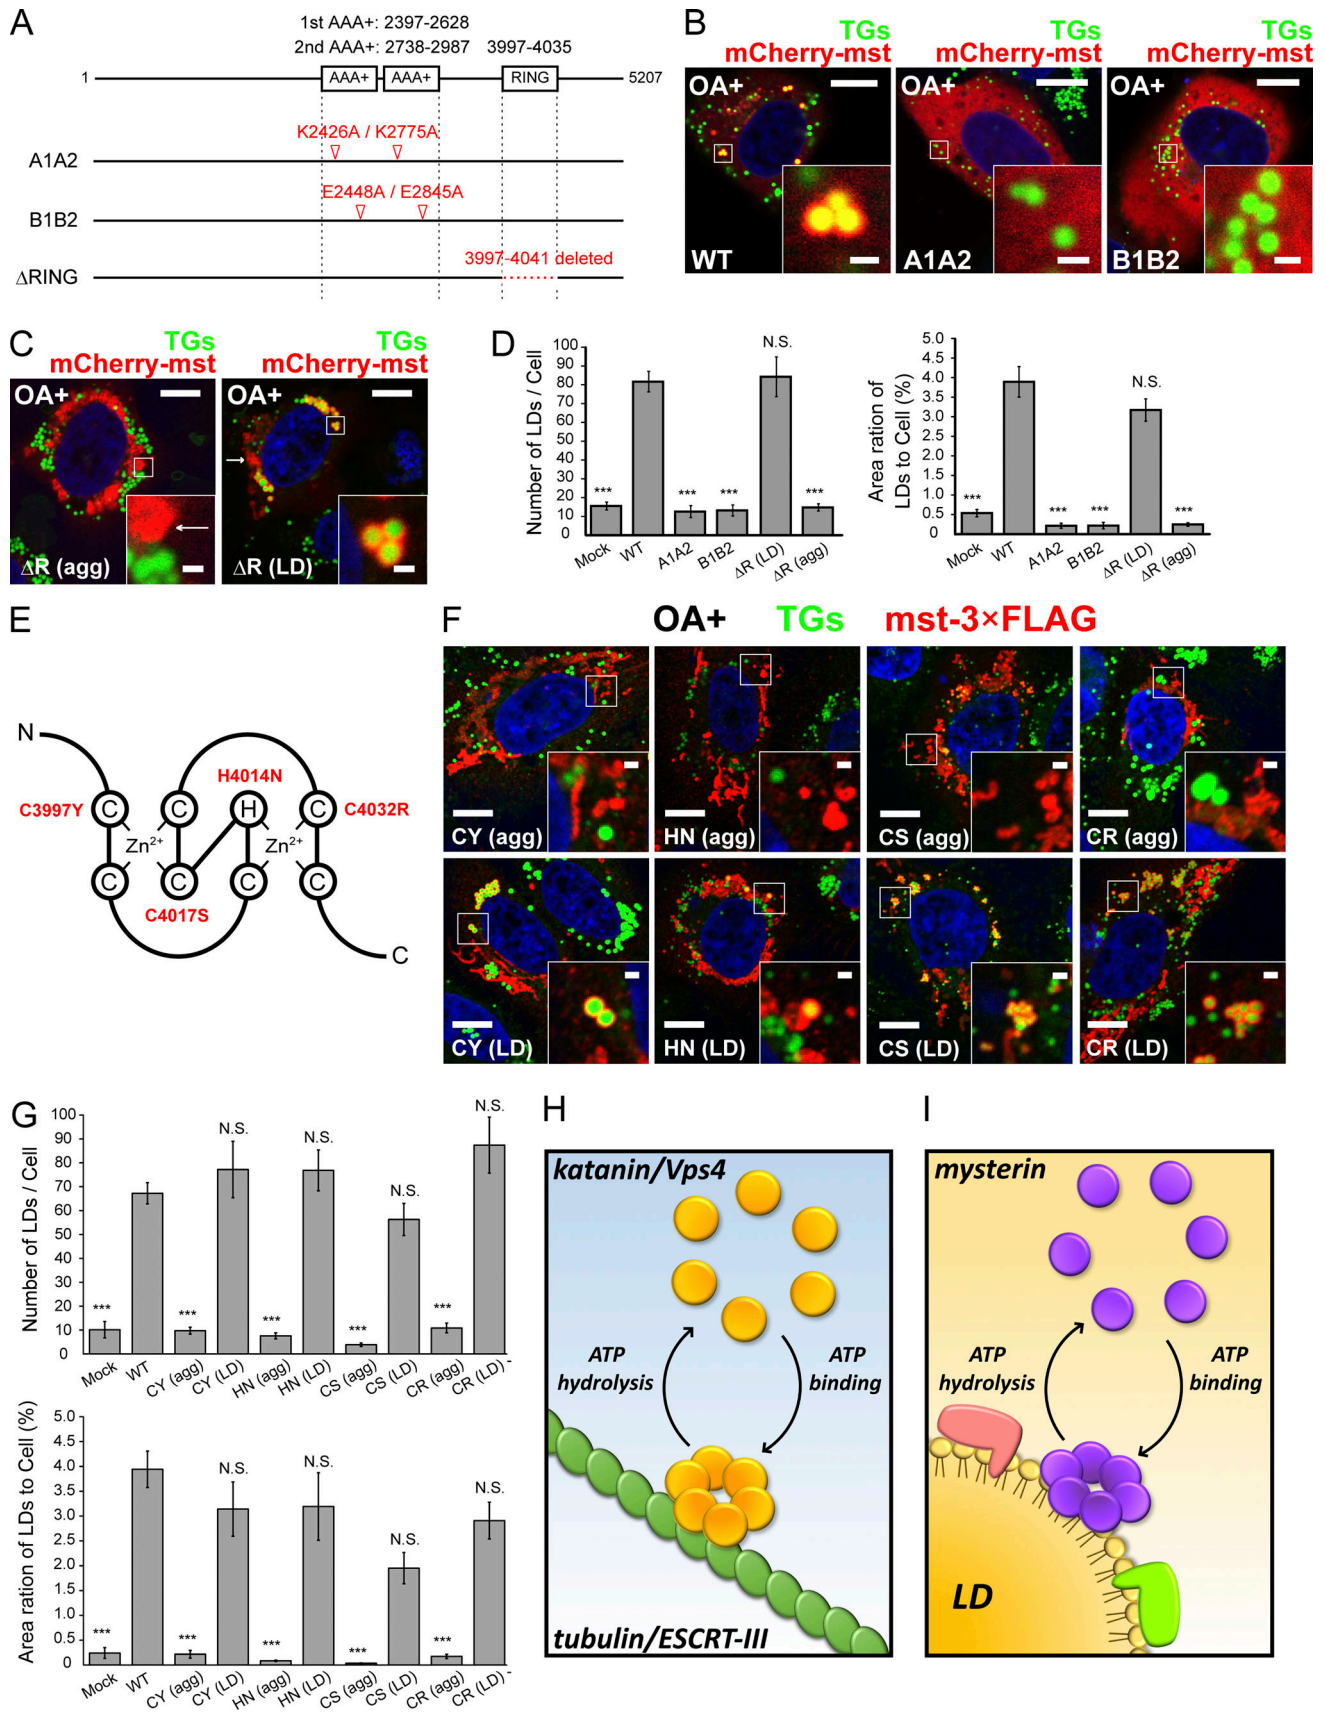 A
1st AAA+: 2397-2628
2nd AAA+: 2738-2987 3997-4035
1 AAA+ AAA+ RING 5207
K2426A / K2775A
A1A2
E2448A / E2845A
B1B2
3997-4041 deleted
ΔRING
B
TGs TGs TGs
mCherry-mst mCherry-mst mCherry-mst
OA+ OA+ OA+
WT A1A2 B1B2
C
TGs TGs
mCherry-mst mCherry-mst
OA+ OA+
ΔR (agg) ΔR (LD)
D
Number of LDs / Cell
100
90
80
70
60
50
40
30
20
10
0
*** *** *** N.S. ***
Mock WT A1A2 B1B2 ΔR (LD) ΔR (agg)
Area ration of
LDs to Cell (%)
5.0
4.5
4.0
3.5
3.0
2.5
2.0
1.5
1.0
0.5
0
*** *** *** N.S. ***
Mock WT A1A2 B1B2 ΔR (LD) ΔR (agg)
E
N
H4014N
C3997Y C C H C C4032R
Zn2+ Zn2+
C C C C
C4017S
C
F
OA+ TGs mst-3×FLAG
CY (agg) HN (agg) CS (agg) CR (agg)
CY (LD) HN (LD) CS (LD) CR (LD)
G
Number of LDs / Cell
100
90
80
70
60
50
40
30
20
10
0
*** *** N.S. *** N.S. *** N.S. *** N.S.
Mock WT CY (agg) CY (LD) HN (agg) HN (LD) CS (agg) CS (LD) CR (agg) CR (LD)
Area ration of LDs to Cell (%)
5.0
4.5
4.0
3.5
3.0
2.5
2.0
1.5
1.0
0.5
0
*** *** N.S. *** N.S. *** N.S. *** N.S.
Mock WT CY (agg) CY (LD) HN (agg) HN (LD) CS (agg) CS (LD) CR (agg) CR (LD)
H
katanin/Vps4
ATP
hydrolysis
ATP
binding
tubulin/ESCRT-III
I
mysterin
ATP
hydrolysis
ATP
binding
LD